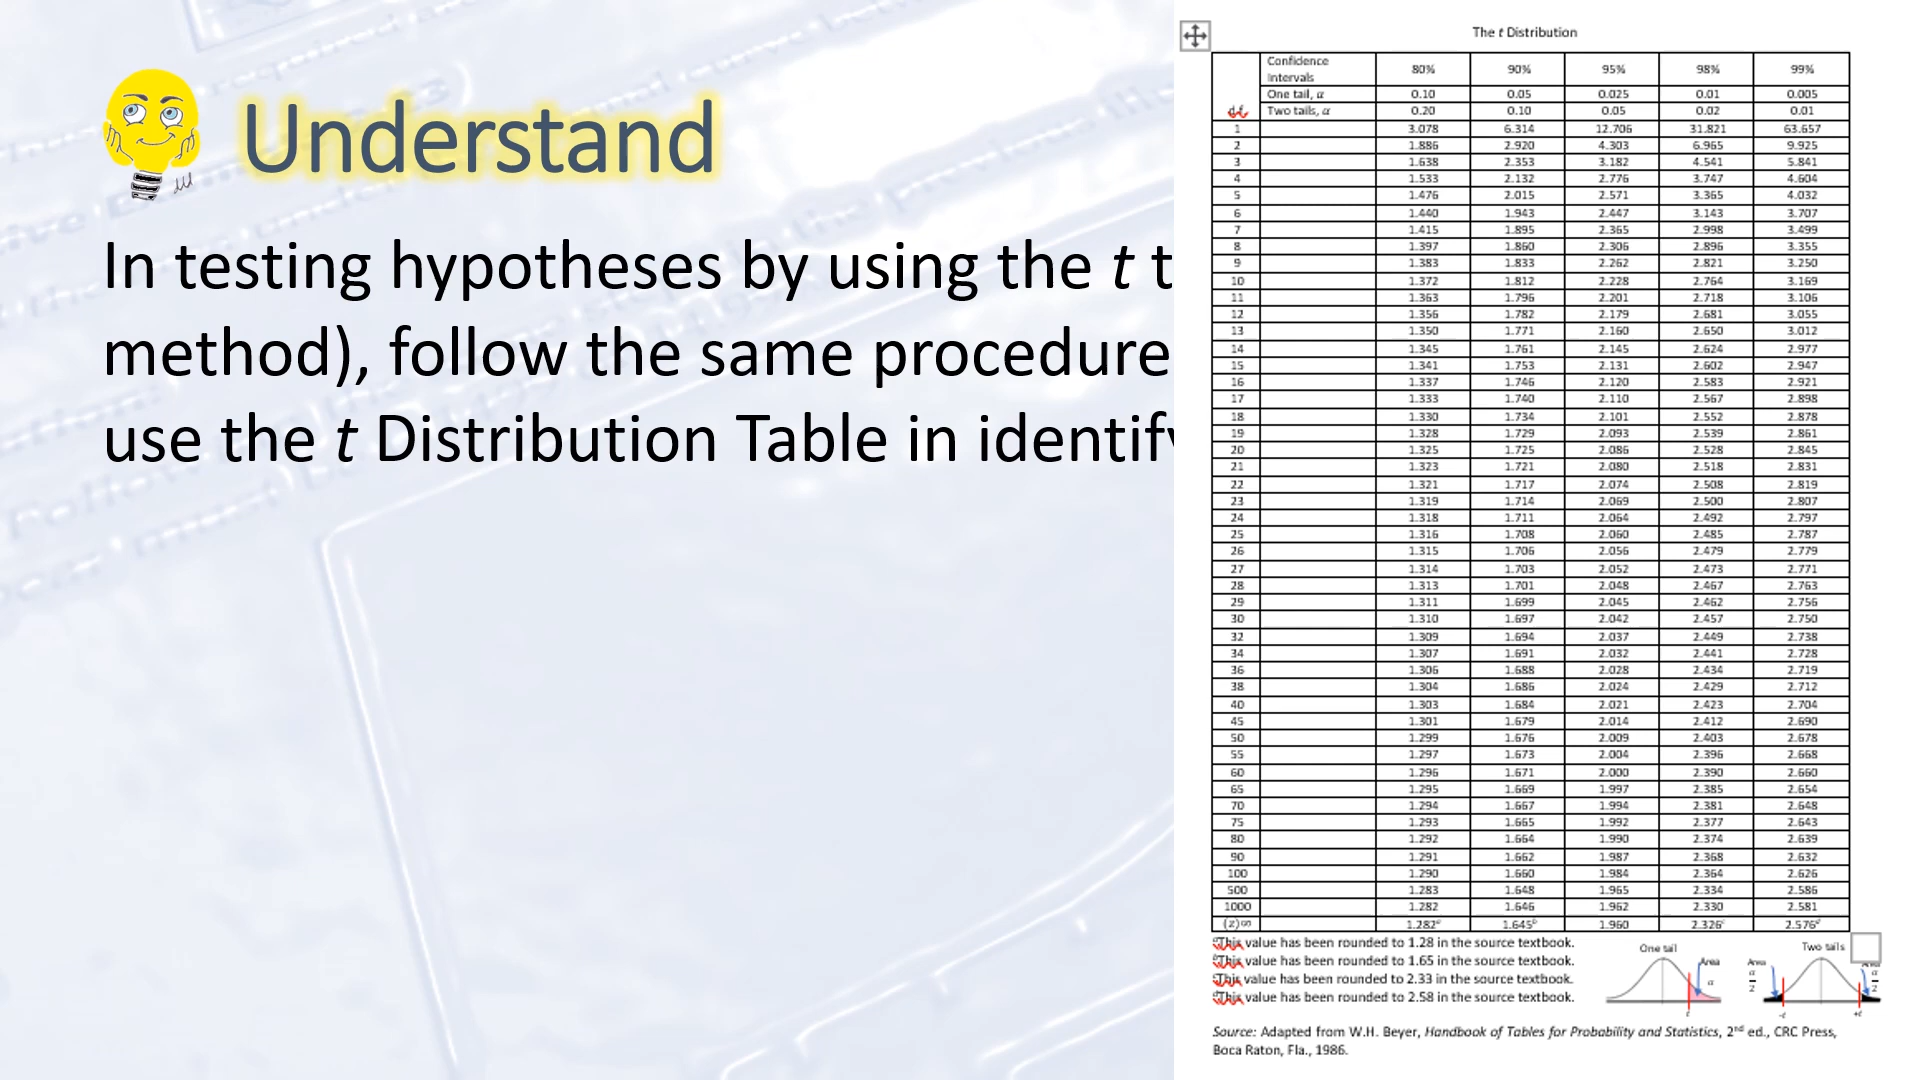 Understand
In testing hypotheses by using the t t
method), follow the same procedure
use the t Distribution Table in identify
The t Distribution
Confidence Intervals 80% 90% 95% 98% 99%
One tail, α 0.10 0.05 0.025 0.01 0.005
d.f. Two tails, α 0.20 0.10 0.05 0.02 0.01
1 3.078 6.314 12.706 31.821 63.657
2 1.886 2.920 4.303 6.965 9.925
3 1.638 2.353 3.182 4.541 5.841
4 1.533 2.132 2.776 3.747 4.604
5 1.476 2.015 2.571 3.365 4.032
6 1.440 1.943 2.447 3.143 3.707
7 1.415 1.895 2.365 2.998 3.499
8 1.397 1.860 2.306 2.896 3.355
9 1.383 1.833 2.262 2.821 3.250
10 1.372 1.812 2.228 2.764 3.169
11 1.363 1.796 2.201 2.718 3.106
12 1.356 1.782 2.179 2.681 3.055
13 1.350 1.771 2.160 2.650 3.012
14 1.345 1.761 2.145 2.624 2.977
15 1.341 1.753 2.131 2.602 2.947
16 1.337 1.746 2.120 2.583 2.921
17 1.333 1.740 2.110 2.567 2.898
18 1.330 1.734 2.101 2.552 2.878
19 1.328 1.729 2.093 2.539 2.861
20 1.325 1.725 2.086 2.528 2.845
21 1.323 1.721 2.080 2.518 2.831
22 1.321 1.717 2.074 2.508 2.819
23 1.319 1.714 2.069 2.500 2.807
24 1.318 1.711 2.064 2.492 2.797
25 1.316 1.708 2.060 2.485 2.787
26 1.315 1.706 2.056 2.479 2.779
27 1.314 1.703 2.052 2.473 2.771
28 1.313 1.701 2.048 2.467 2.763
29 1.311 1.699 2.045 2.462 2.756
30 1.310 1.697 2.042 2.457 2.750
32 1.309 1.694 2.037 2.449 2.738
34 1.307 1.691 2.032 2.441 2.728
36 1.306 1.688 2.028 2.434 2.719
38 1.304 1.686 2.024 2.429 2.712
40 1.303 1.684 2.021 2.423 2.704
45 1.301 1.679 2.014 2.412 2.690
50 1.299 1.676 2.009 2.403 2.678
55 1.297 1.673 2.004 2.396 2.668
60 1.296 1.671 2.000 2.390 2.660
65 1.295 1.669 1.997 2.385 2.654
70 1.294 1.667 1.994 2.381 2.648
75 1.293 1.665 1.992 2.377 2.643
80 1.292 1.664 1.990 2.374 2.639
90 1.291 1.662 1.987 2.368 2.632
100 1.290 1.660 1.984 2.364 2.626
500 1.283 1.648 1.965 2.334 2.586
1000 1.282 1.646 1.962 2.330 2.581
(z)∞ 1.282ᵃ 1.645ᵇ 1.960 2.326ᶜ 2.576ᵈ
ᵃThis value has been rounded to 1.28 in the source textbook.
ᵇThis value has been rounded to 1.65 in the source textbook.
ᶜThis value has been rounded to 2.33 in the source textbook.
ᵈThis value has been rounded to 2.58 in the source textbook.
One tail
Area
α
t
Two tails
Area
α/2
Area
α/2
-t
+t
Source: Adapted from W.H. Beyer, Handbook of Tables for Probability and Statistics, 2nd ed., CRC Press,
Boca Raton, Fla., 1986.